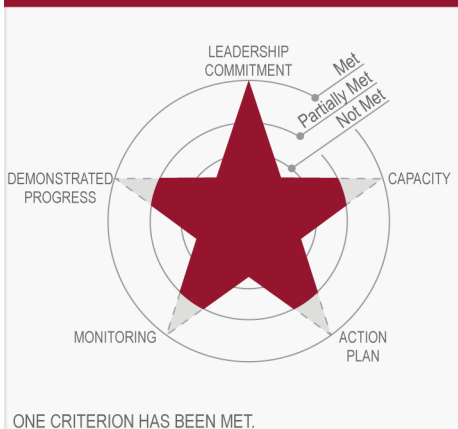 LEADERSHIP
COMMITMENT
Met
Partially Met
Not Met
DEMONSTRATED
PROGRESS
CAPACITY
MONITORING
ACTION
PLAN
ONE CRITERION HAS BEEN MET.